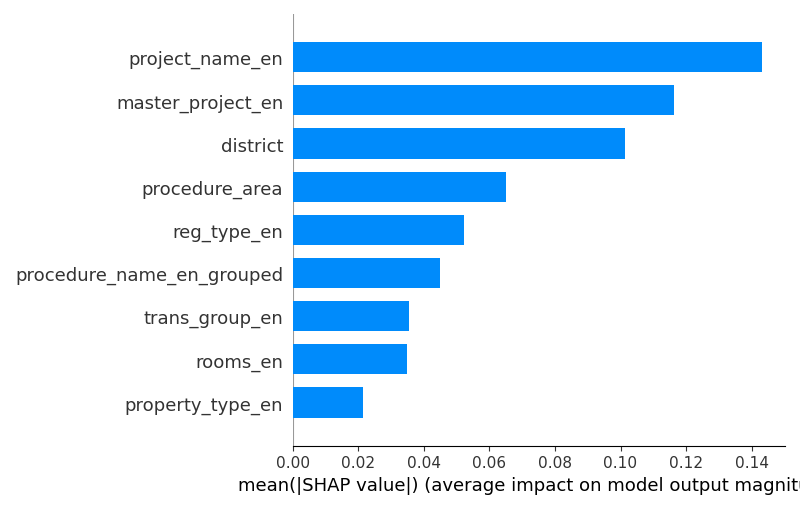 project_name_en
master_project_en
district
procedure_area
reg_type_en
procedure_name_en_grouped
trans_group_en
rooms_en
property_type_en
0.00 0.02 0.04 0.06 0.08 0.10 0.12 0.14
mean(|SHAP value|) (average impact on model output magnitu